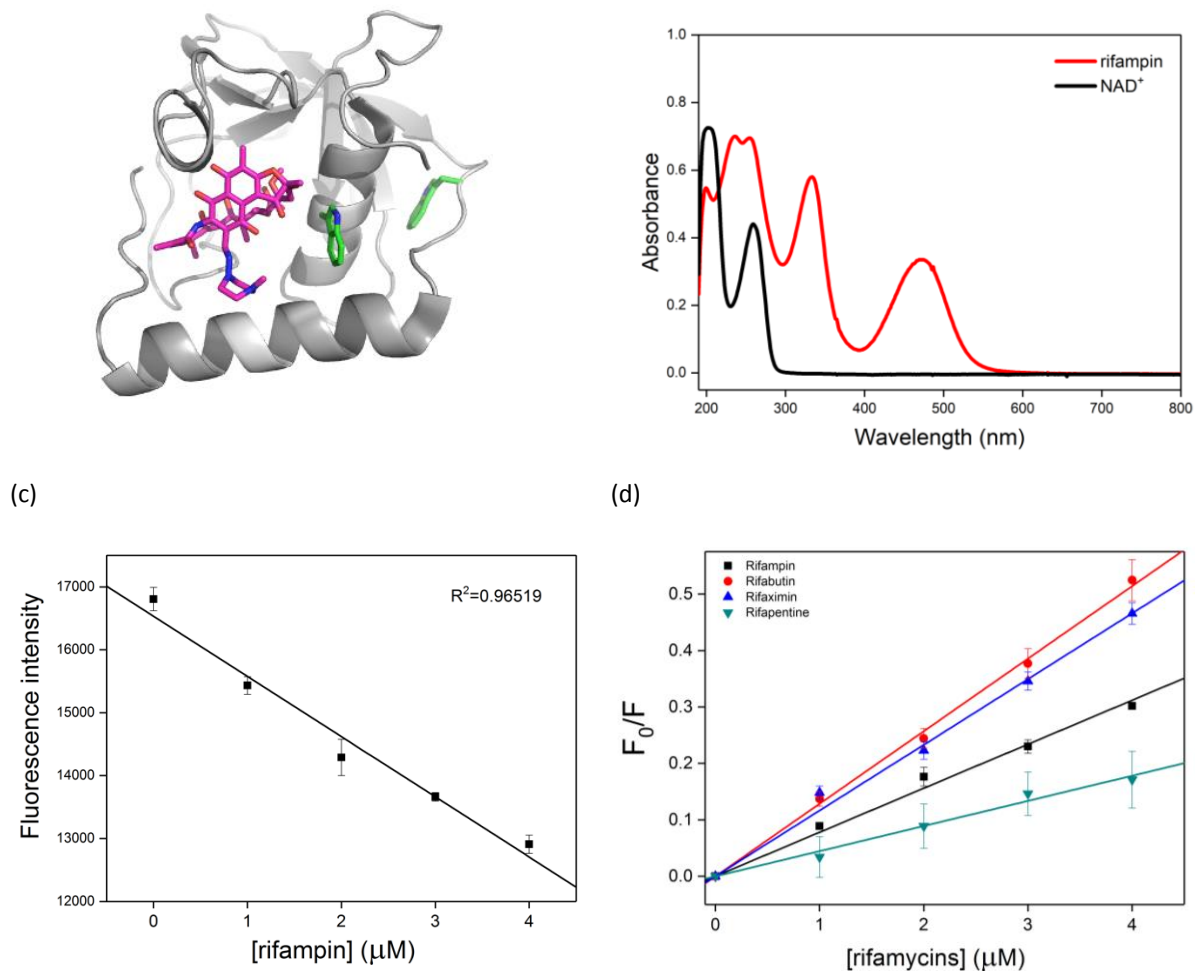 1.0
0.8
0.6
0.4
0.2
0.0
Absorbance
rifampin
NAD+
200 300 400 500 600 700 800
Wavelength (nm)
(c)
(d)
17000
16000
15000
14000
13000
12000
Fluorescence intensity
R²=0.96519
0 1 2 3 4
[rifampin] (μM)
0.5
0.4
0.3
0.2
0.1
0.0
F₀/F
Rifampin
Rifabutin
Rifaximin
Rifapentine
0 1 2 3 4
[rifamycins] (μM)